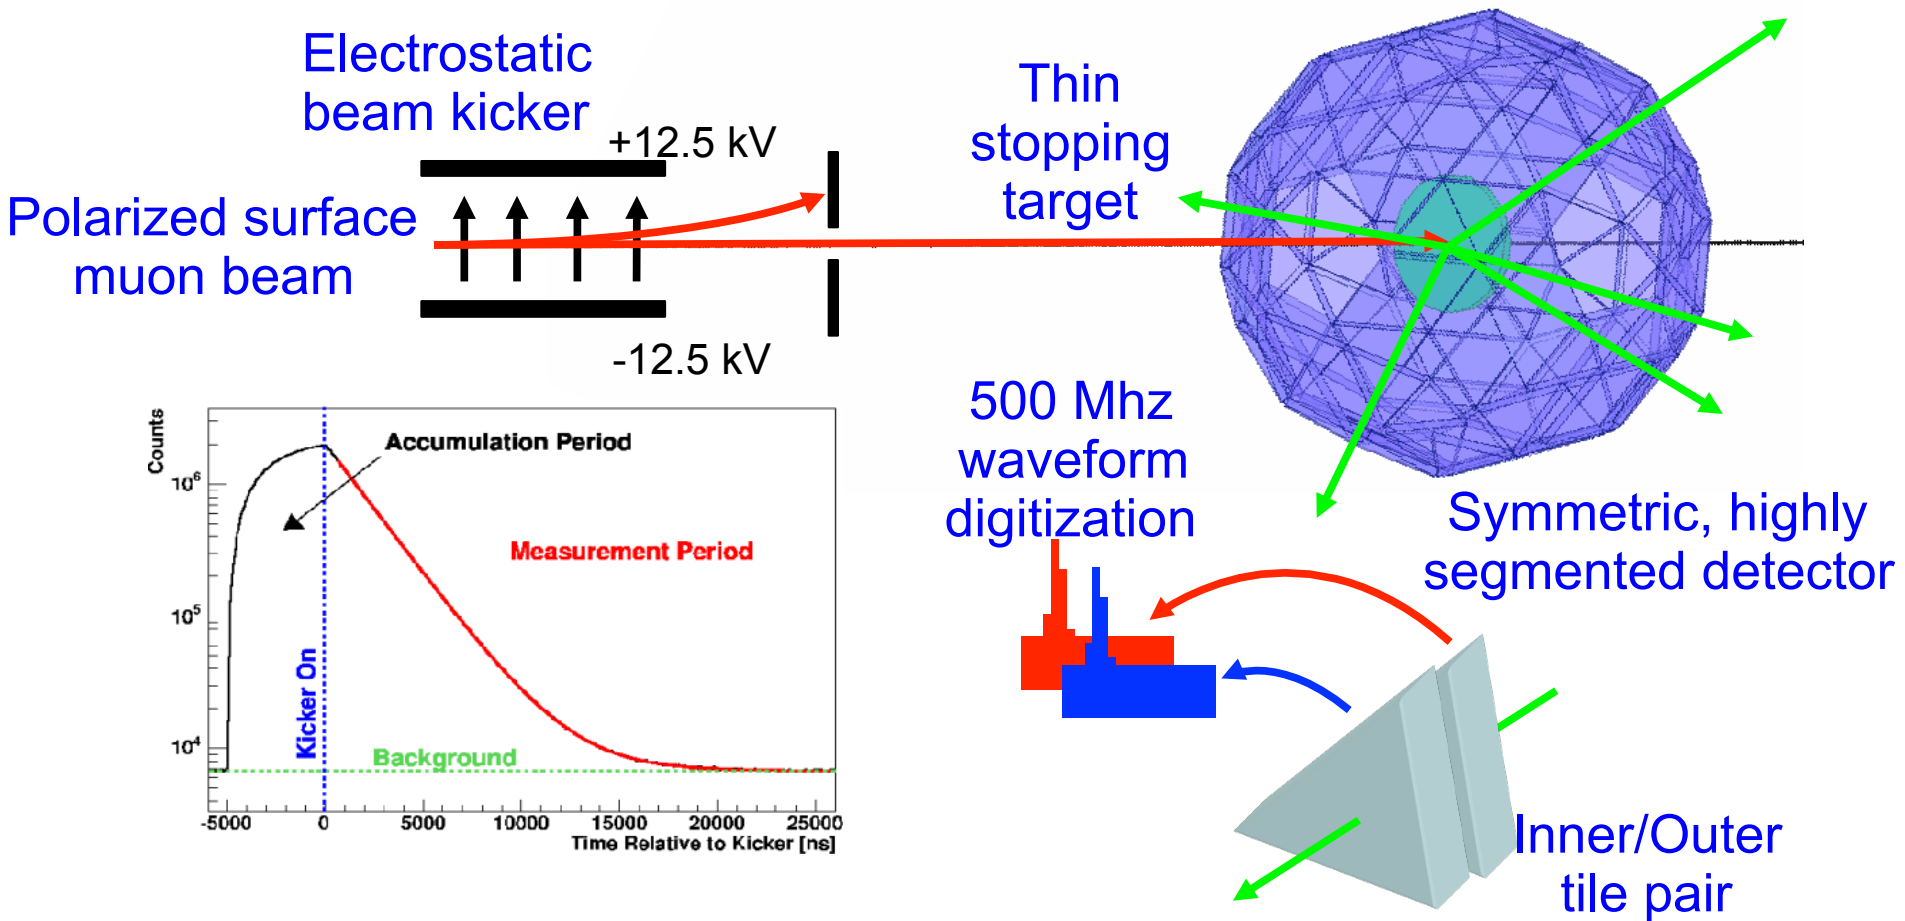 Electrostatic
beam kicker
+12.5 kV
Polarized surface
muon beam
-12.5 kV
Thin
stopping
target
500 Mhz
waveform
digitization
Symmetric, highly
segmented detector
Inner/Outer
tile pair
Counts
10⁶
10⁵
10⁴
Accumulation Period
Measurement Period
Kicker On
Background
-5000 0 5000 10000 15000 20000 25000
Time Relative to Kicker [ns]